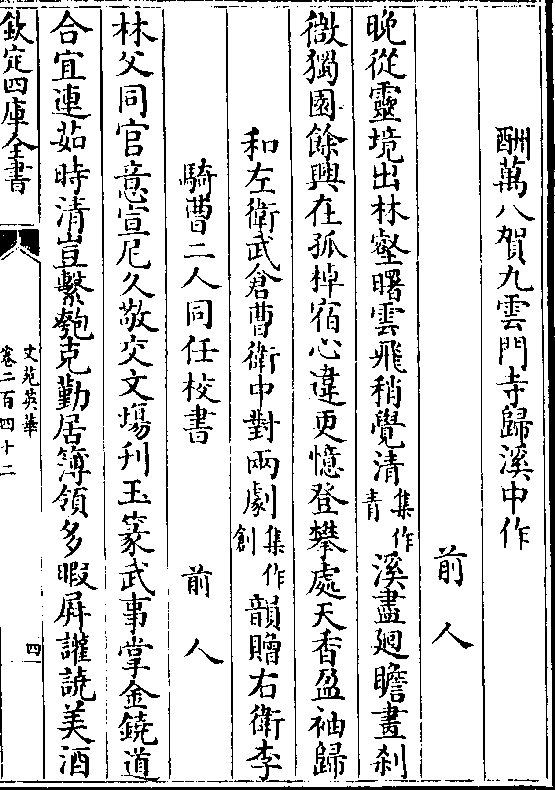 酬萬八賀九雲門寺歸溪中作
前人
晚從靈境出林壑曙雲飛稍覺清集作青溪盡廻瞻畫刹
微獨園餘興在孤棹宿心違更憶登攀處天香盈袖歸
和左衛武倉曹衛中對雨劇集作創韻贈右衛李
騎曹二人同任校書 前人
林父同官意宣尼久敬交文塲刋玉篆武事掌金鐃道
合宜連茹時清豈繫匏克勤居簿領多暇屏讙譊美酒
欽定四庫全書
文苑英華
卷二百四十二
四